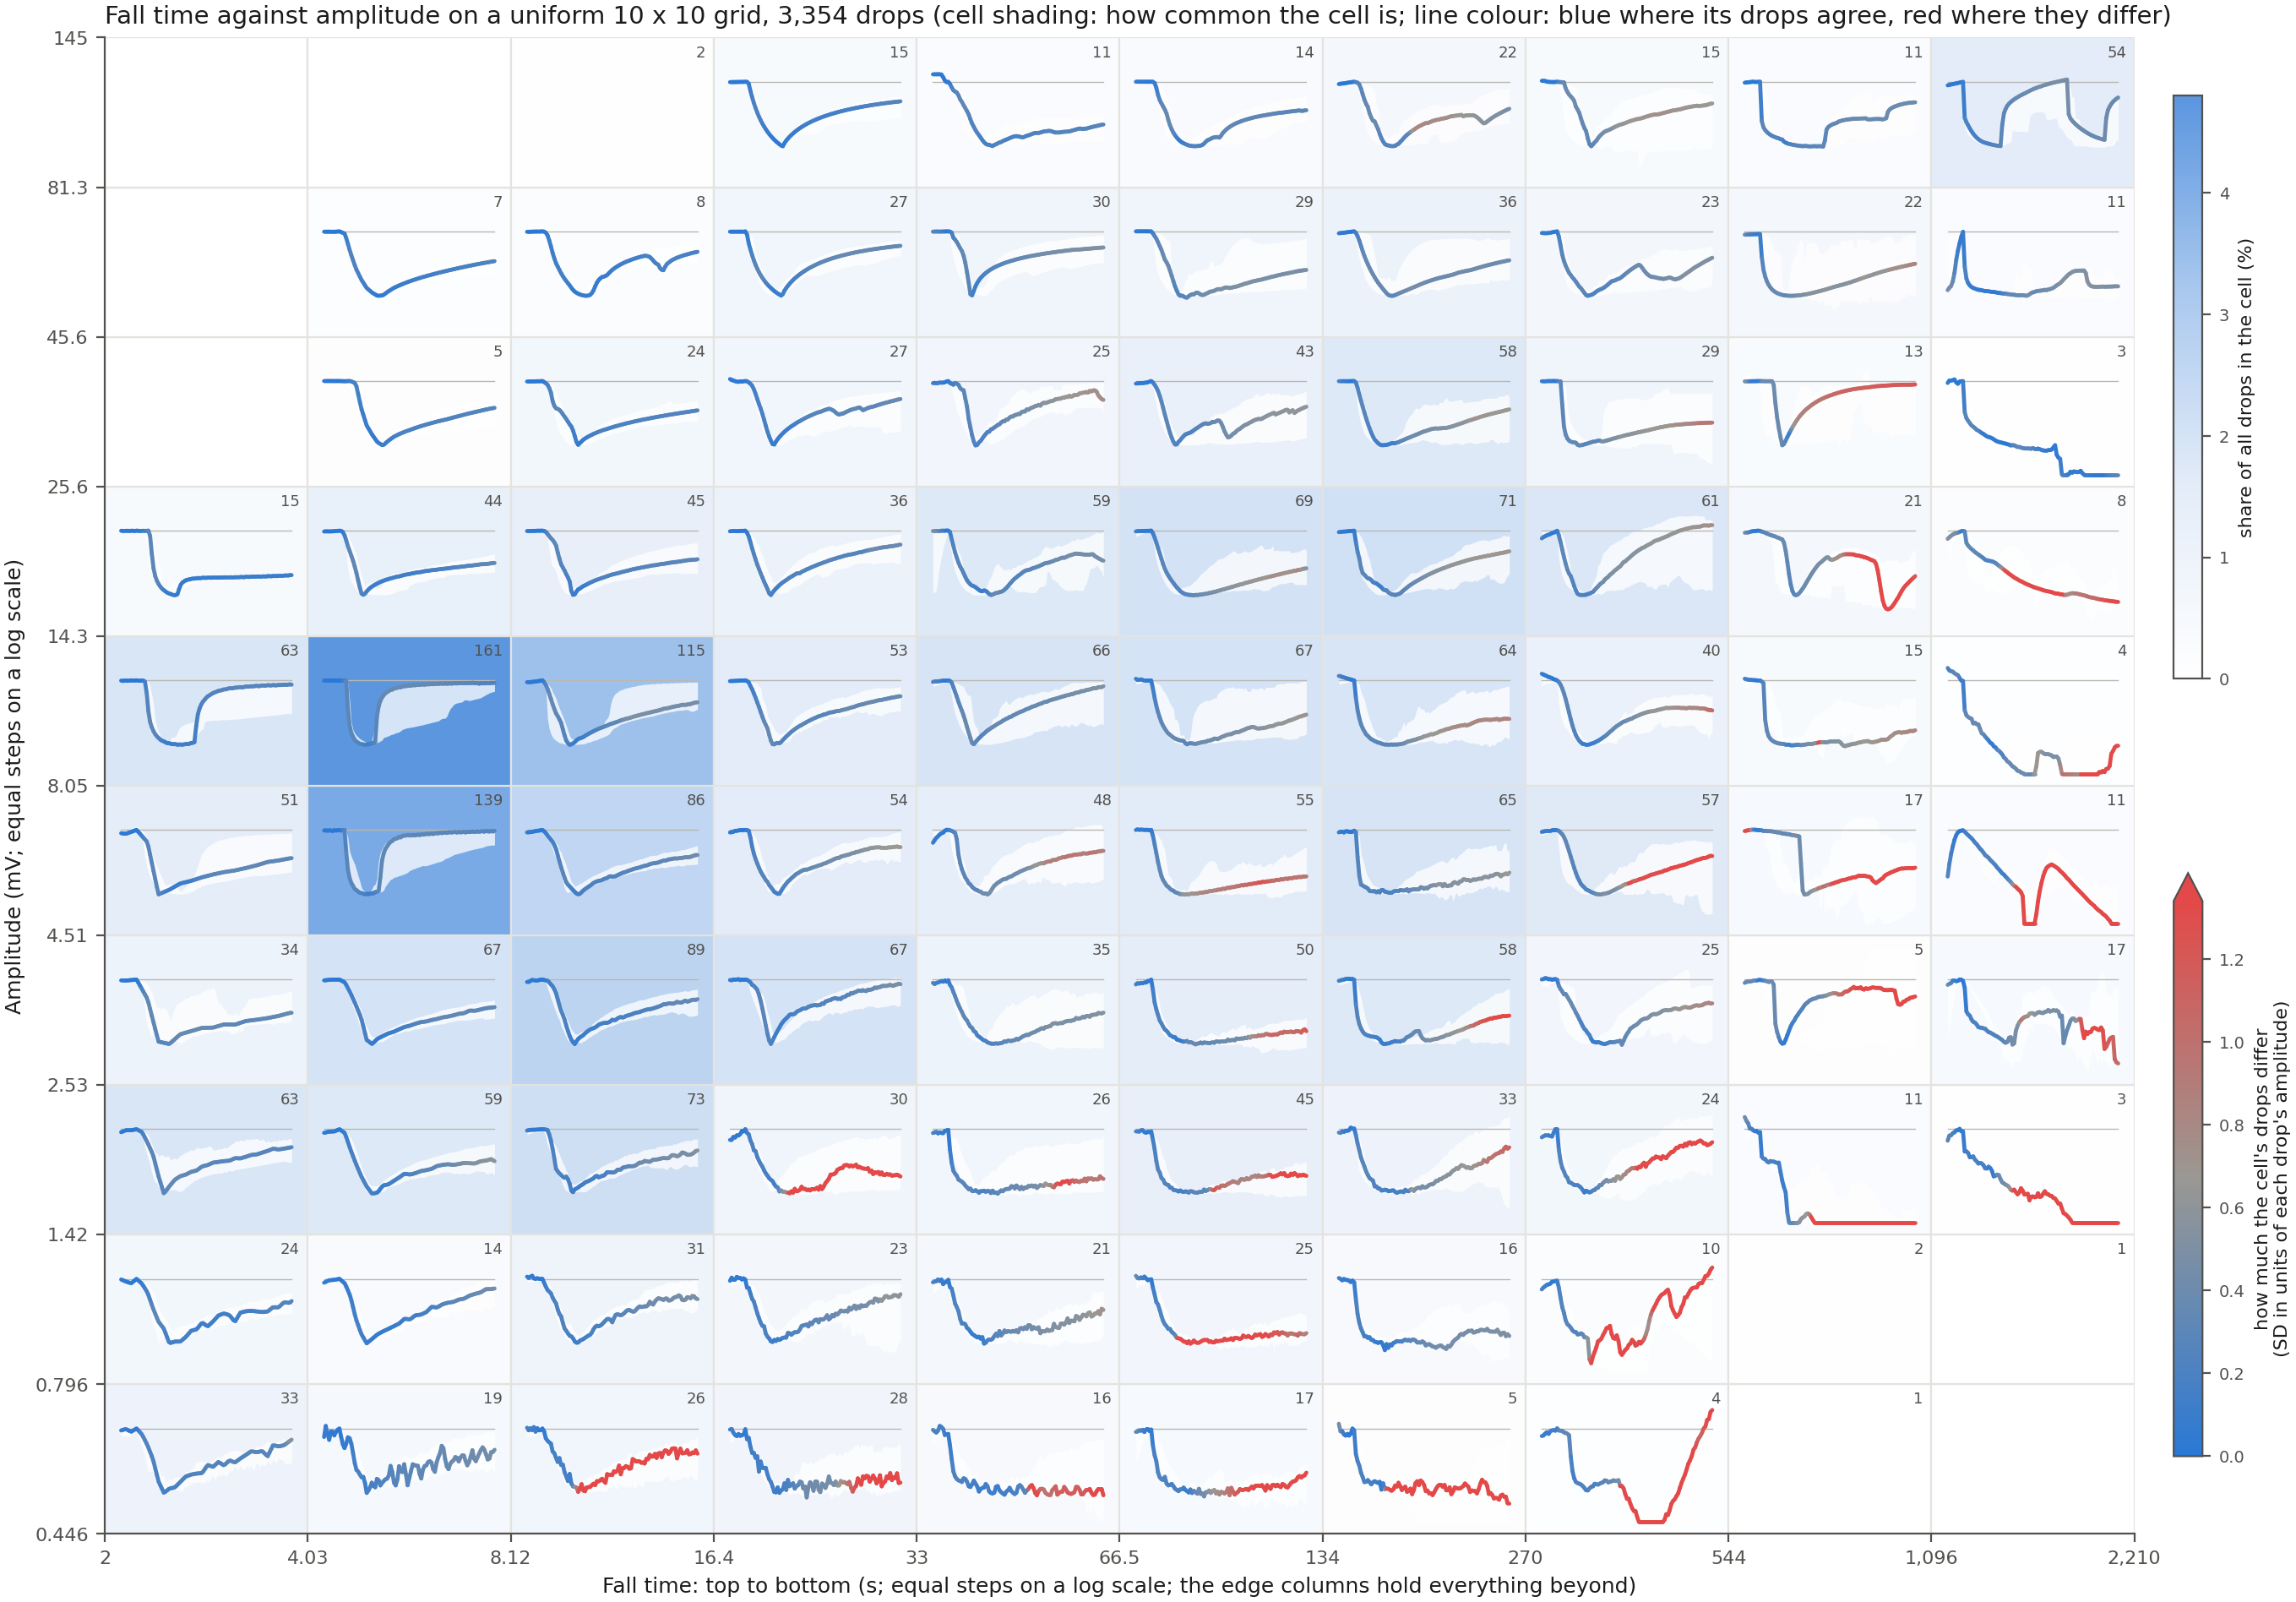 Fall time against amplitude on a uniform 10 x 10 grid, 3,354 drops (cell shading: how common the cell is; line colour: blue where its drops agree, red where they differ)
145
2 15 11 14 22 15 11 54
81.3
7 8 27 30 29 36 23 22 11
45.6
5 24 27 25 43 58 29 13 3
25.6
15 44 45 36 59 69 71 61 21 8
14.3
63 161 115 53 66 67 64 40 15 4
8.05
51 139 86 54 48 55 65 57 17 11
4.51
34 67 89 67 35 50 58 25 5 17
2.53
63 59 73 30 26 45 33 24 11 3
1.42
24 14 31 23 21 25 16 10 2 1
0.796
33 19 26 28 16 17 5 4 1
0.446
2 4.03 8.12 16.4 33 66.5 134 270 544 1,096 2,210
Fall time: top to bottom (s; equal steps on a log scale; the edge columns hold everything beyond)
Amplitude (mV; equal steps on a log scale)
4
3
2
1
0
share of all drops in the cell (%)
1.2
1.0
0.8
0.6
0.4
0.2
0.0
how much the cell's drops differ
(SD in units of each drop's amplitude)